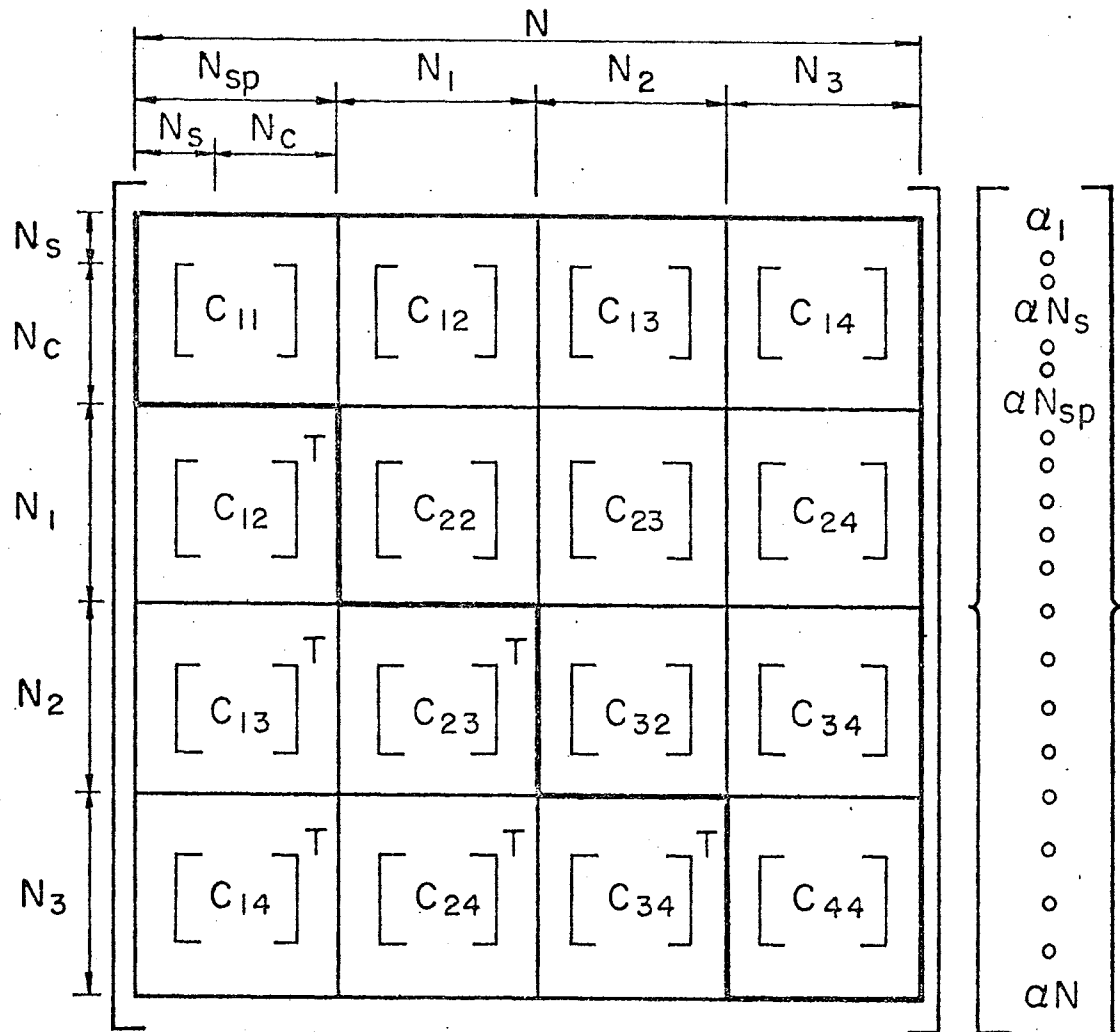 N
N_sp N_1 N_2 N_3
N_s N_c
N_s
N_c
[C_11] [C_12] [C_13] [C_14]
N_1
[C_12]^T [C_22] [C_23] [C_24]
N_2
[C_13]^T [C_23]^T [C_32] [C_34]
N_3
[C_14]^T [C_24]^T [C_34]^T [C_44]
α_1
αN_s
αN_sp
αN